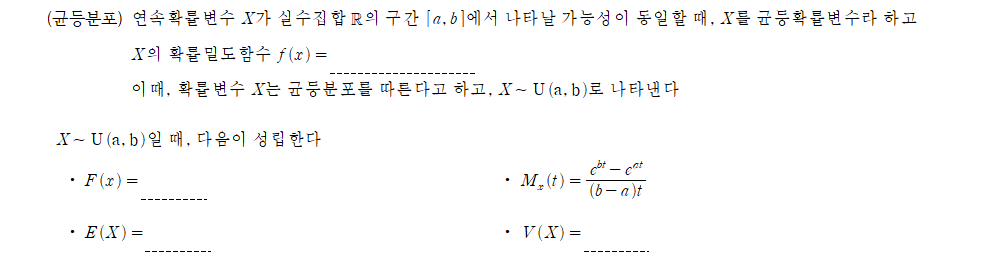 (균등분포) 연속확률변수 X가 실수집합 ℝ의 구간 [a, b]에서 나타날 가능성이 동일할 때, X를 균등확률변수라 하고
X의 확률밀도함수 f(x) =
이때, 확률변수 X는 균등분포를 따른다고 하고, X ~ U(a, b)로 나타낸다
X ~ U(a, b)일 때, 다음이 성립한다
· F(x) =
· M_x(t) = (e^{bt} − e^{at}) / ((b − a)t)
· E(X) =
· V(X) =